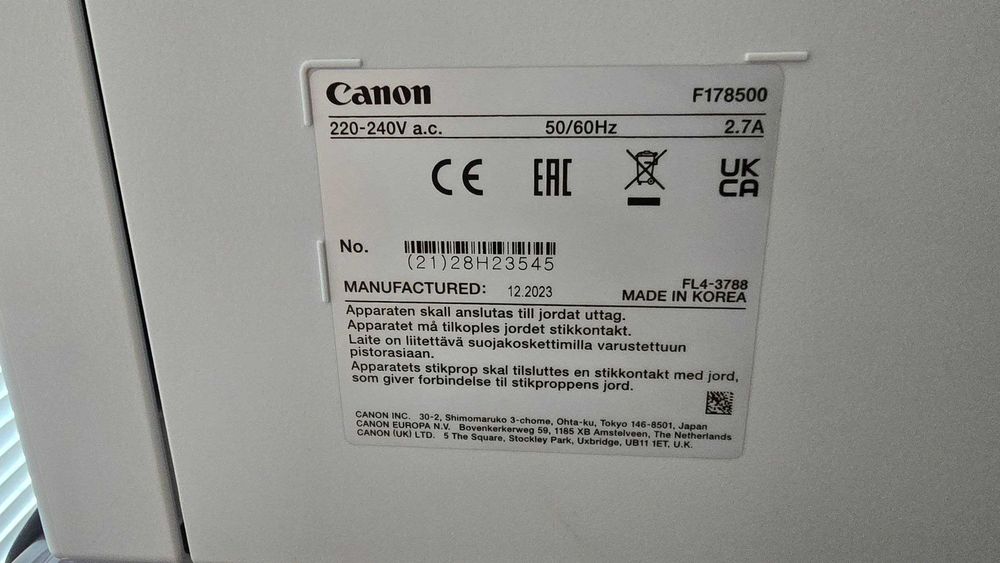 Canon F178500
220-240V a.c. 50/60Hz 2.7A
CE EAC UK
CA
No. (21)28H23545
FL4-3788
MANUFACTURED: 12.2023 MADE IN KOREA
Apparaten skall anslutas till jordat uttag.
Apparatet må tilkoples jordet stikkontakt.
Laite on liitettävä suojakoskettimilla varustettuun
pistorasiaan.
Apparatets stikprop skal tilsluttes en stikkontakt med jord,
som giver forbindelse til stikproppens jord.
CANON INC. 30-2, Shimomaruko 3-chome, Ohta-ku, Tokyo 146-8501, Japan
CANON EUROPA N.V. Bovenkerkerweg 59, 1185 XB Amstelveen, The Netherlands
CANON (UK) LTD. 5 The Square, Stockley Park, Uxbridge, UB11 1ET, U.K.